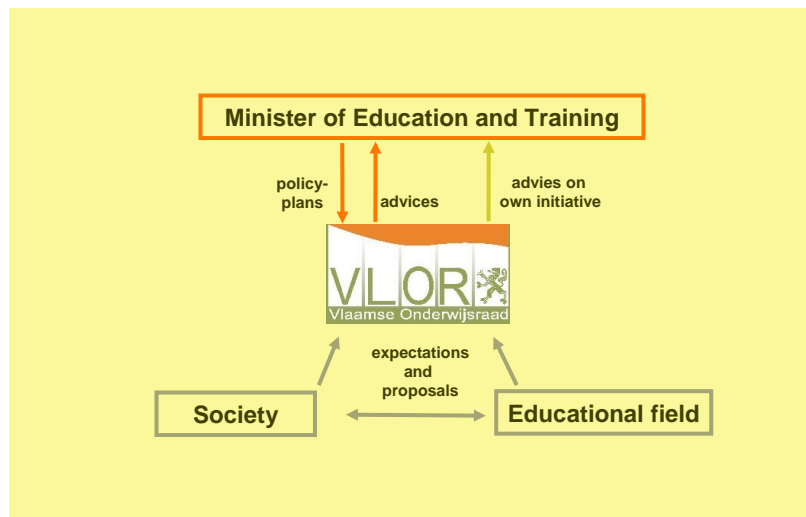 Minister of Education and Training
policy-
plans
advices
advies on
own initiative
VLOR
Vlaamse Onderwijsraad
expectations
and
proposals
Society
Educational field